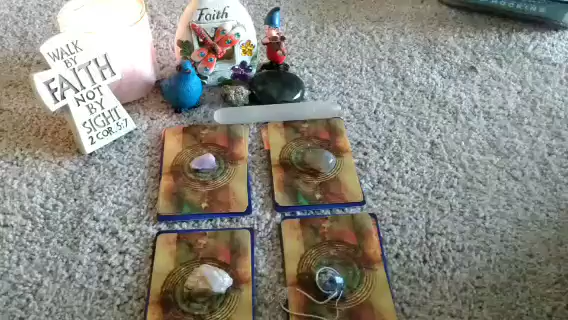 Faith
WALK
BY
FAITH
NOT
BY
SIGHT
2 COR. 5:7